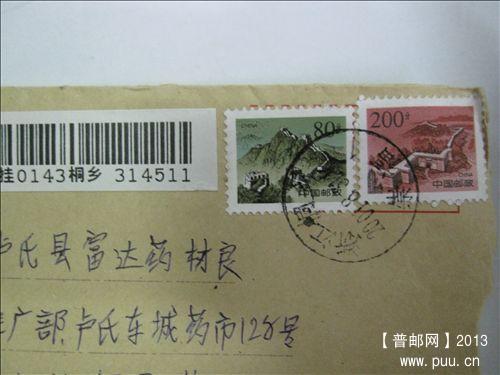 80分
CHINA
中国邮政
200分
CHINA
中国邮政
挂0143桐乡 314511
卢氏县富达药材良
广部.卢氏东城药市128号
【普邮网】2013
www.puu.cn